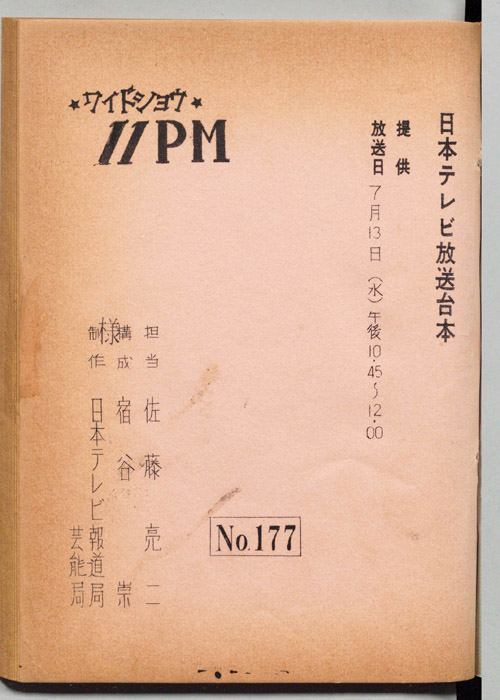 日本テレビ放送台本
提供
放送日 7月13日（水）午後10.45～12.00
★ワイドショウ★
11PM
担当 佐藤亮二
構成 宿谷崇
制作 日本テレビ報道局
芸能局
様
No.177